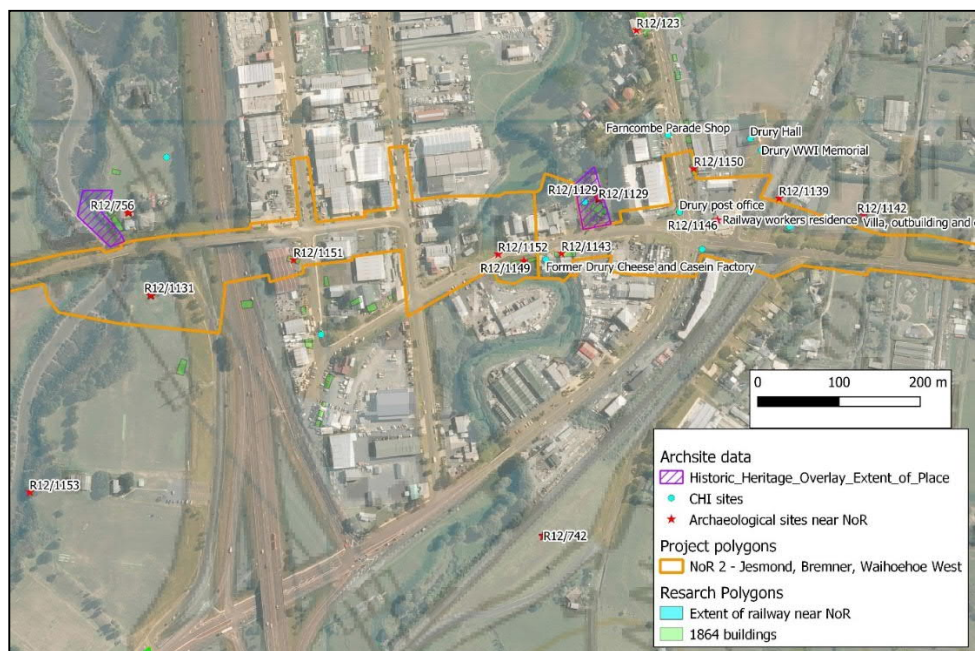 R12/123
Farncombe Parade Shop
Drury Hall
Drury WWI Memorial
R12/1150
R12/756
R12/1129
R12/1129
R12/1139
Drury post office
R12/1142
R12/1146
Railway workers residence
Villa, outbuilding and
R12/1151
R12/1152
R12/1143
R12/1149
Former Drury Cheese and Casein Factory
R12/1131
0 100 200 m
R12/1153
R12/742
Archsite data
Historic_Heritage_Overlay_Extent_of_Place
CHI sites
Archaeological sites near NoR
Project polygons
NoR 2 - Jesmond, Bremner, Waihoehoe West
Resarch Polygons
Extent of railway near NoR
1864 buildings